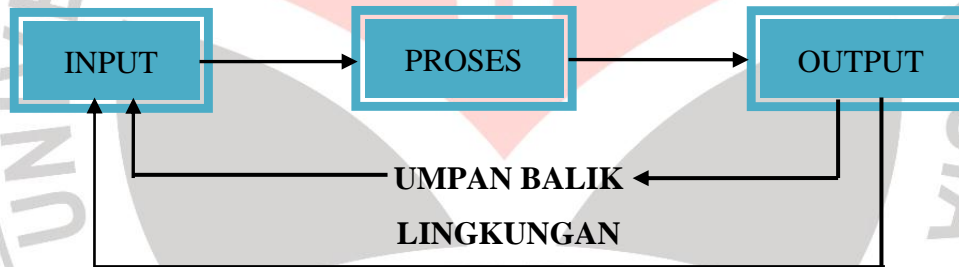 INPUT
PROSES
OUTPUT
UMPAN BALIK
LINGKUNGAN